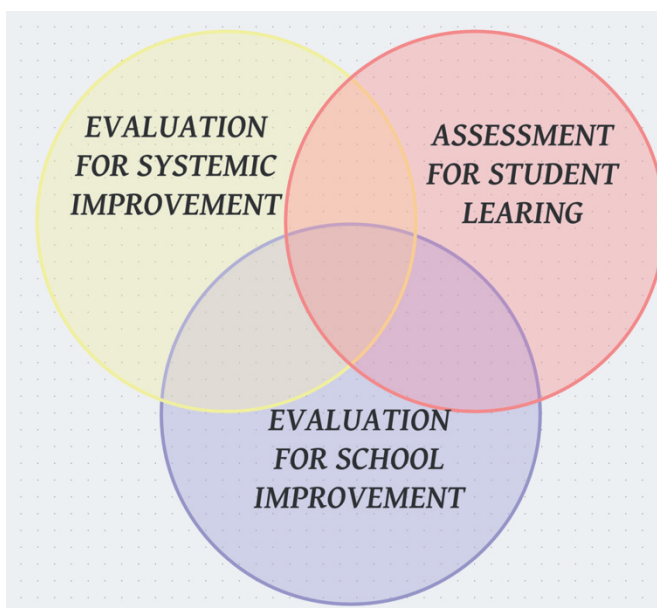 EVALUATION
FOR SYSTEMIC
IMPROVEMENT
ASSESSMENT
FOR STUDENT
LEARING
EVALUATION
FOR SCHOOL
IMPROVEMENT